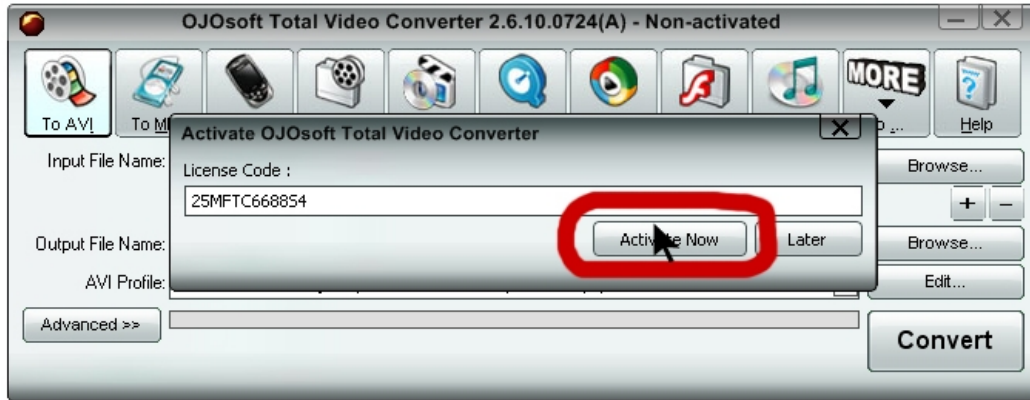 OJOsoft Total Video Converter 2.6.10.0724(A) - Non-activated
To AVI
MORE
Help
Activate OJOsoft Total Video Converter
Input File Name:
Browse...
License Code :
25MFTC668854
+ -
Activate Now
Later
Output File Name:
Browse...
AVI Profile:
Edit...
Advanced >>
Convert